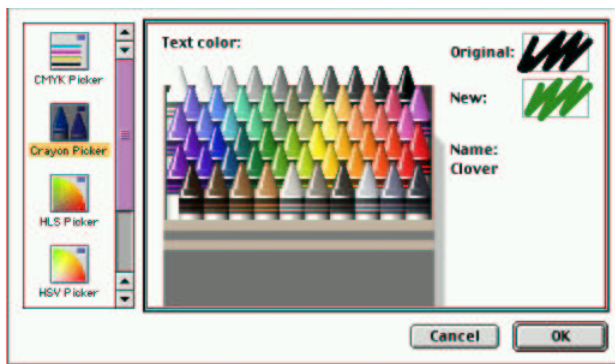 CMYK Picker
Crayon Picker
HLS Picker
HSV Picker
Text color:
Original:
New:
Name:
Clover
Cancel
OK